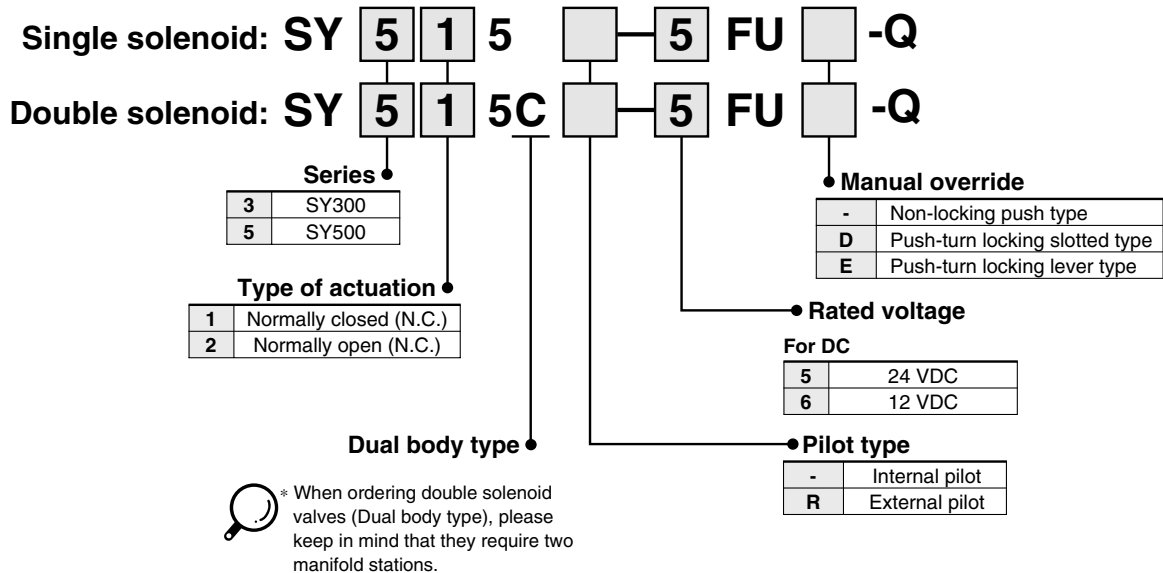 Single solenoid: SY 5 1 5 - 5 FU -Q
Double solenoid: SY 5 1 5C - 5 FU -Q
Series
3 SY300
5 SY500
Type of actuation
1 Normally closed (N.C.)
2 Normally open (N.C.)
Dual body type
* When ordering double solenoid
valves (Dual body type), please
keep in mind that they require two
manifold stations.
Manual override
- Non-locking push type
D Push-turn locking slotted type
E Push-turn locking lever type
Rated voltage
For DC
5 24 VDC
6 12 VDC
Pilot type
- Internal pilot
R External pilot